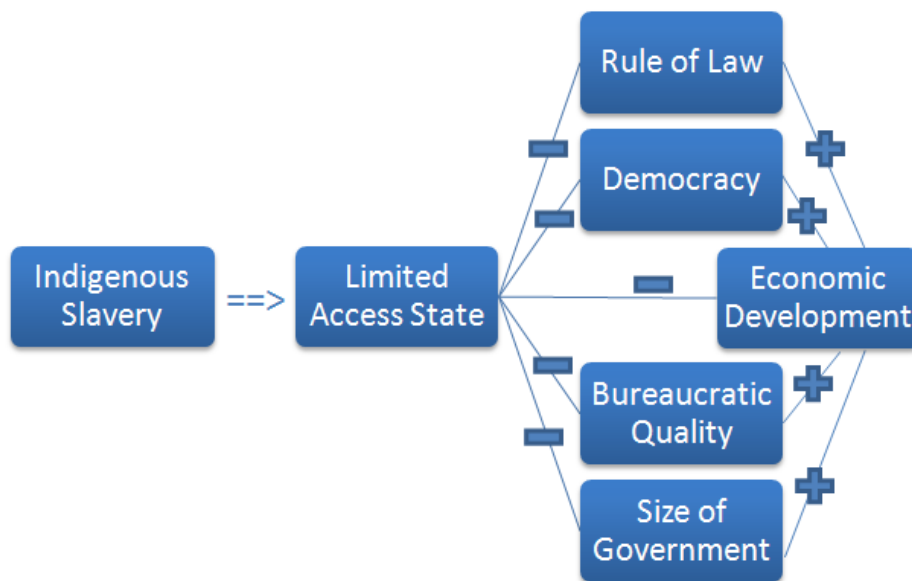 Rule of Law
Democracy
Indigenous
Slavery
==>
Limited
Access State
Economic
Development
Bureaucratic
Quality
Size of
Government